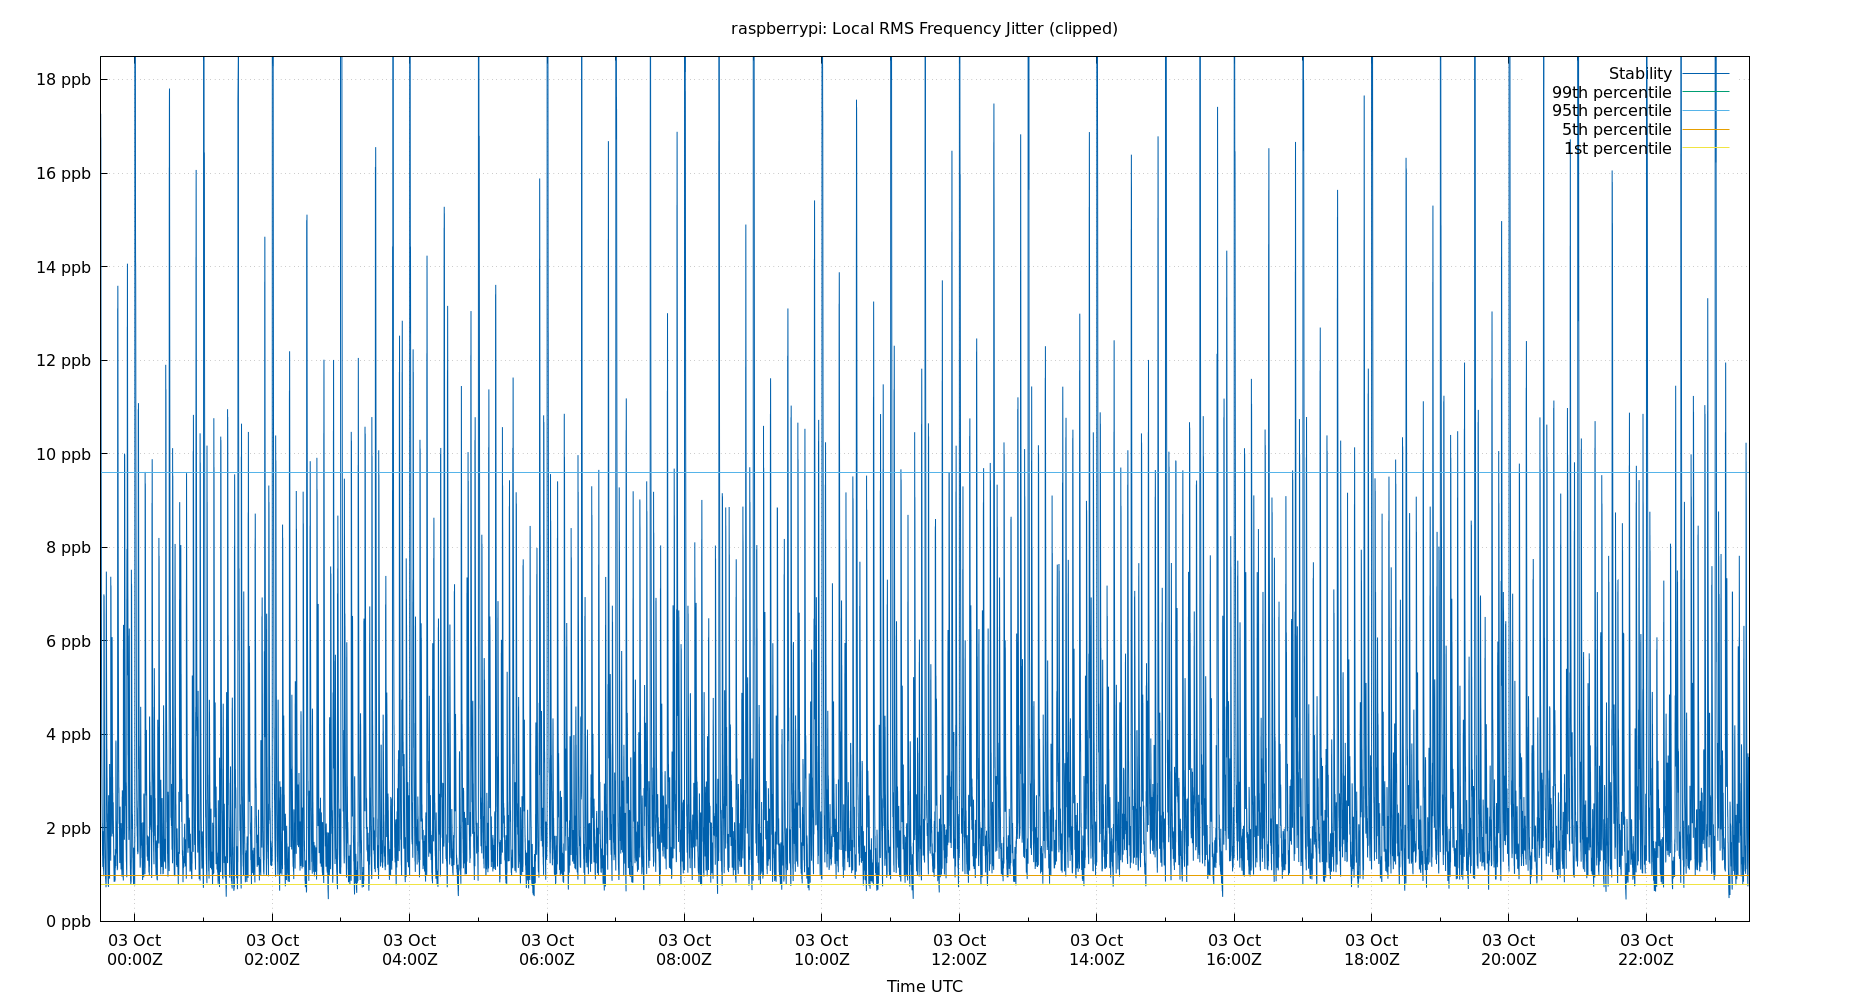 raspberrypi: Local RMS Frequency Jitter (clipped)
18 ppb
16 ppb
14 ppb
12 ppb
10 ppb
8 ppb
6 ppb
4 ppb
2 ppb
0 ppb
Stability
99th percentile
95th percentile
5th percentile
1st percentile
03 Oct 03 Oct 03 Oct 03 Oct 03 Oct 03 Oct 03 Oct 03 Oct 03 Oct 03 Oct 03 Oct 03 Oct
00:00Z 02:00Z 04:00Z 06:00Z 08:00Z 10:00Z 12:00Z 14:00Z 16:00Z 18:00Z 20:00Z 22:00Z
Time UTC